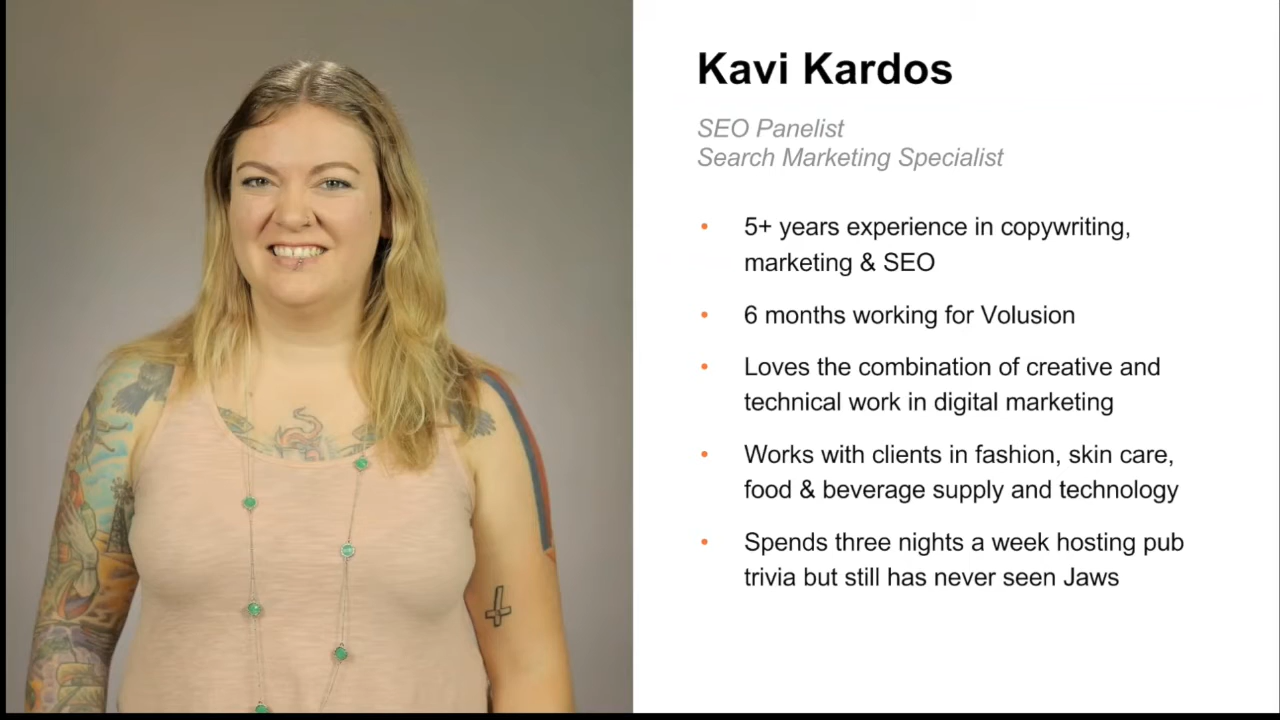 Kavi Kardos
SEO Panelist
Search Marketing Specialist
• 5+ years experience in copywriting,
marketing & SEO
• 6 months working for Volusion
• Loves the combination of creative and
technical work in digital marketing
• Works with clients in fashion, skin care,
food & beverage supply and technology
• Spends three nights a week hosting pub
trivia but still has never seen Jaws